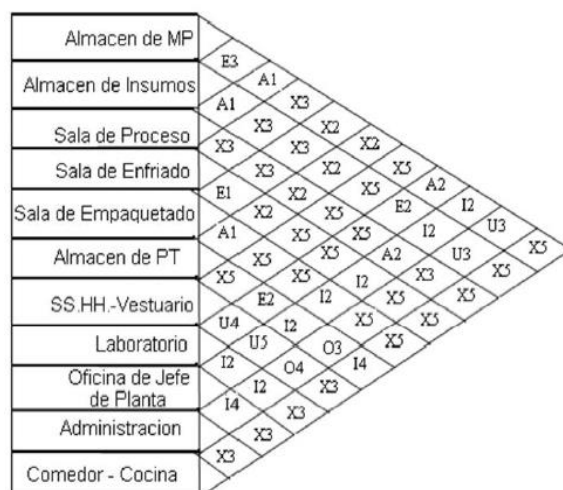 Almacen de MP
E3
Almacen de Insumos A1
A1 X3
X3 X2
Sala de Proceso
X3 X3 X2 X2
Sala de Enfriado X3 X2 X5
E1 X2 X5 A2
Sala de Empaquetado X2 X5 E2 I2
A1 X5 X5 I2 U3
Almacen de PT X5 X5 A2 U3 X5
X5 X5 I2 X3 X5
SS.HH.-Vestuario E2 I2 X5 X5
U4 I2 X5 X5
Laboratorio U5 O3 X5
I2 O4 I4
Oficina de Jefe
de Planta I2 X3
I4 X3
Administracion X3
X3
Comedor - Cocina